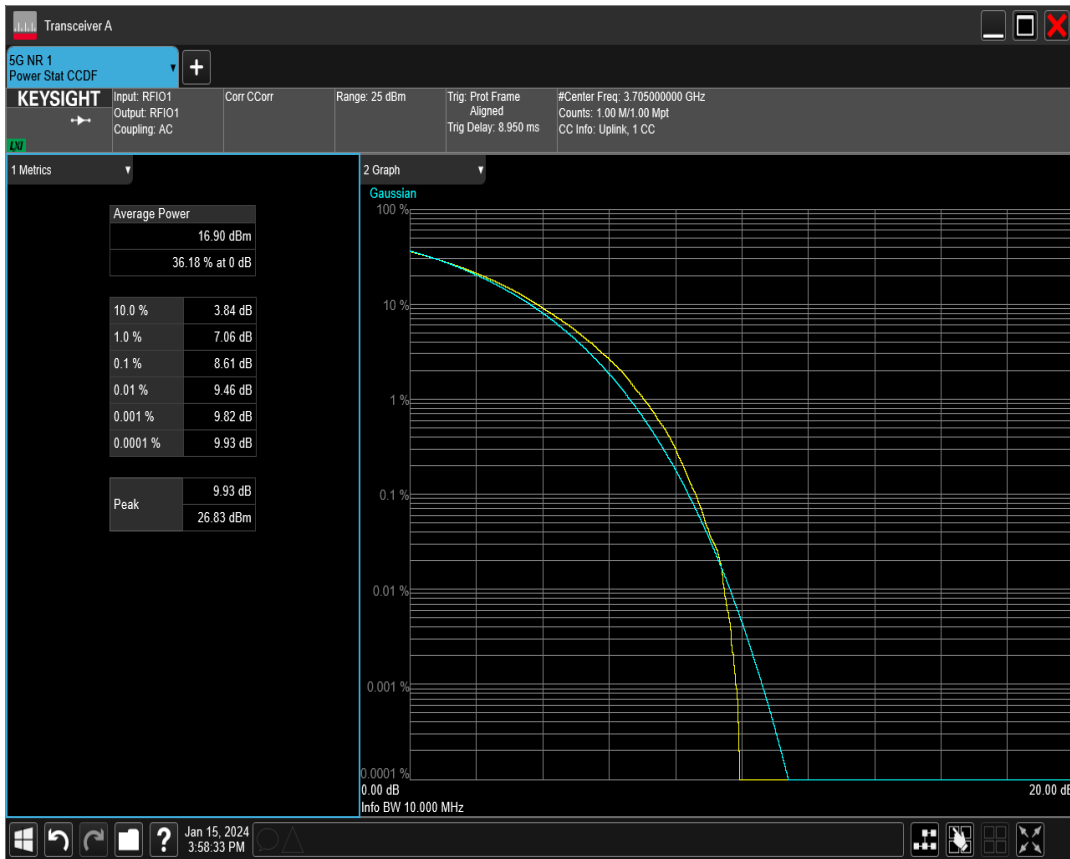 Transceiver A
5G NR 1
Power Stat CCDF
KEYSIGHT
LXI
Input: RFIO1
Output: RFIO1
Coupling: AC
Corr CCorr
Range: 25 dBm
Trig: Prot Frame
Aligned
Trig Delay: 8.950 ms
#Center Freq: 3.705000000 GHz
Counts: 1.00 M/1.00 Mpt
CC Info: Uplink, 1 CC
1 Metrics
Average Power
16.90 dBm
36.18 % at 0 dB
10.0 % 3.84 dB
1.0 % 7.06 dB
0.1 % 8.61 dB
0.01 % 9.46 dB
0.001 % 9.82 dB
0.0001 % 9.93 dB
Peak
9.93 dB
26.83 dBm
2 Graph
Gaussian
100 %
10 %
1 %
0.1 %
0.01 %
0.001 %
0.0001 %
0.00 dB
20.00 dB
Info BW 10.000 MHz
?
Jan 15, 2024
3:58:33 PM